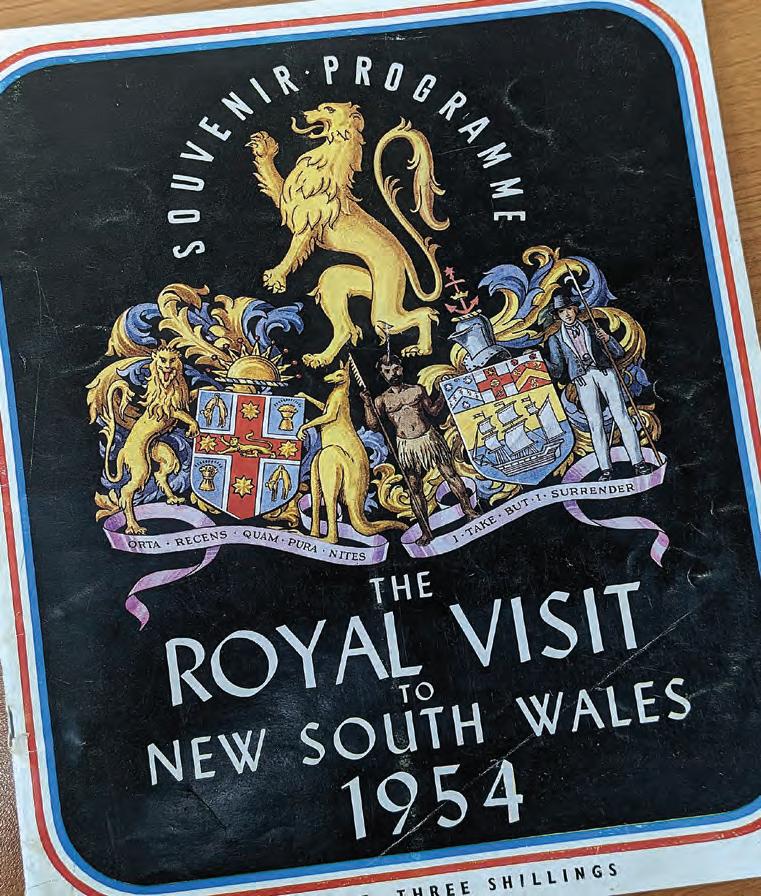 SOUVENIR · PROGRAMME
ORTA · RECENS · QUAM · PURA · NITES
I · TAKE · BUT · I · SURRENDER
THE
ROYAL VISIT
TO
NEW SOUTH WALES
1954
THREE SHILLINGS